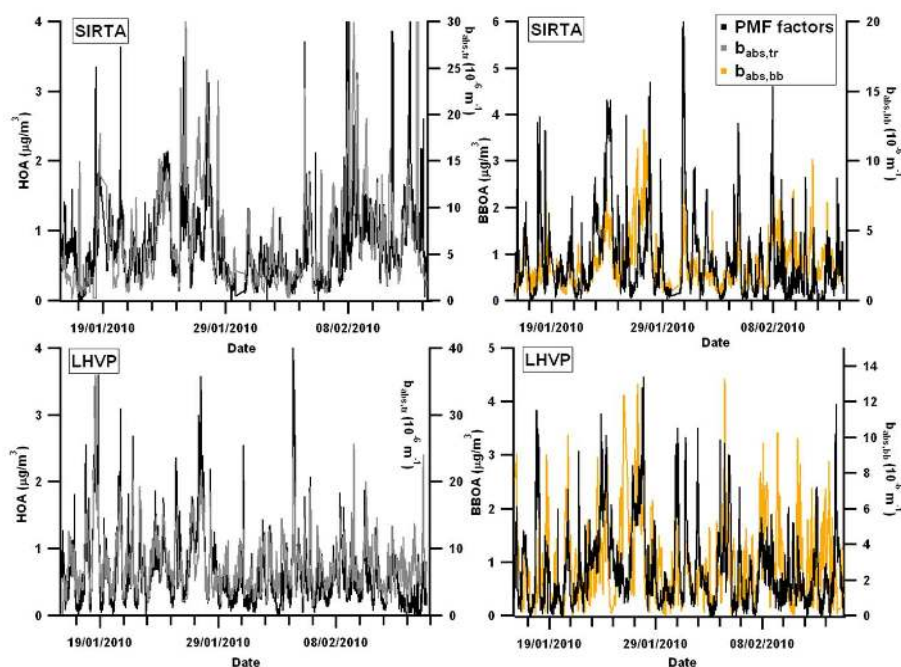 SIRTA
HOA (μg/m³)
4
3
2
1
0
30
25
20
15
10
5
0
b_abs,tr (10⁻⁶ m⁻¹)
19/01/2010 29/01/2010 08/02/2010
Date
SIRTA
PMF factors
b_abs,tr
b_abs,bb
BBOA (μg/m³)
6
5
4
3
2
1
0
20
15
10
5
0
b_abs,bb (10⁻⁶ m⁻¹)
19/01/2010 29/01/2010 08/02/2010
Date
LHVP
HOA (μg/m³)
4
3
2
1
0
40
30
20
10
0
b_abs,tr (10⁻⁶ m⁻¹)
19/01/2010 29/01/2010 08/02/2010
Date
LHVP
BBOA (μg/m³)
5
4
3
2
1
0
14
12
10
8
6
4
2
0
b_abs,bb (10⁻⁶ m⁻¹)
19/01/2010 29/01/2010 08/02/2010
Date